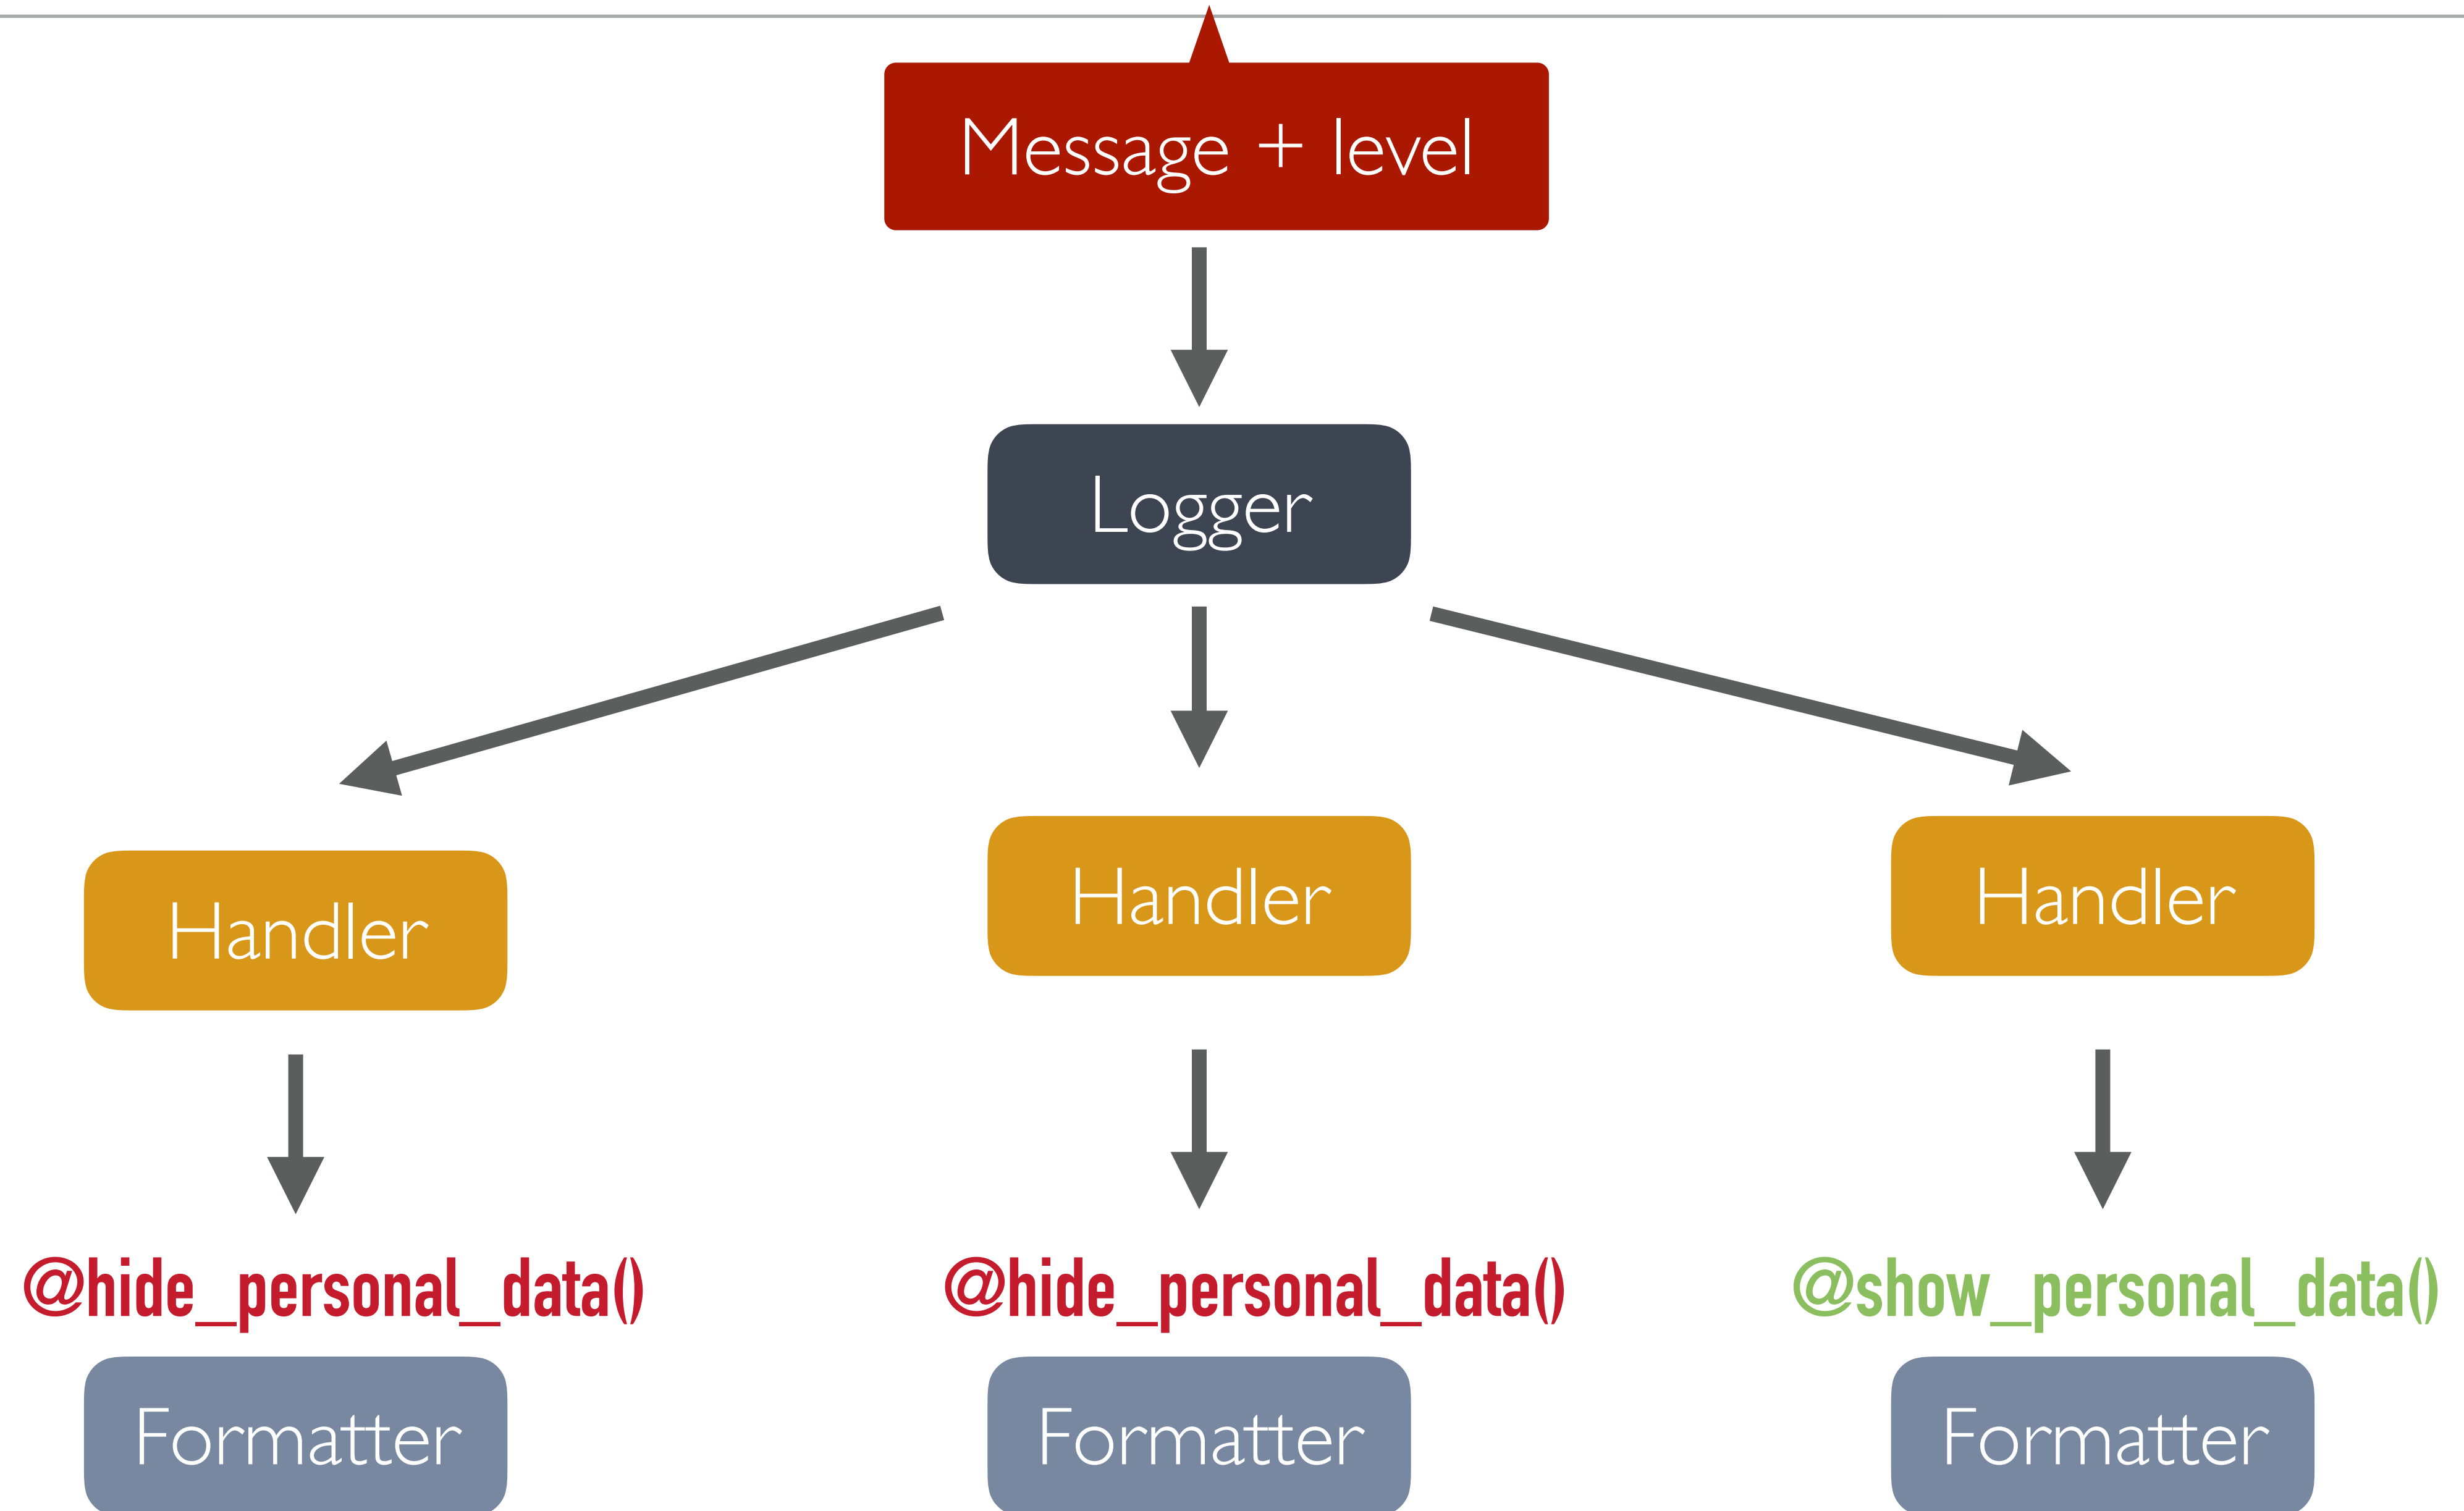 Message + level
Logger
Handler
Handler
Handler
@hide_personal_data()
@hide_personal_data()
@show_personal_data()
Formatter
Formatter
Formatter